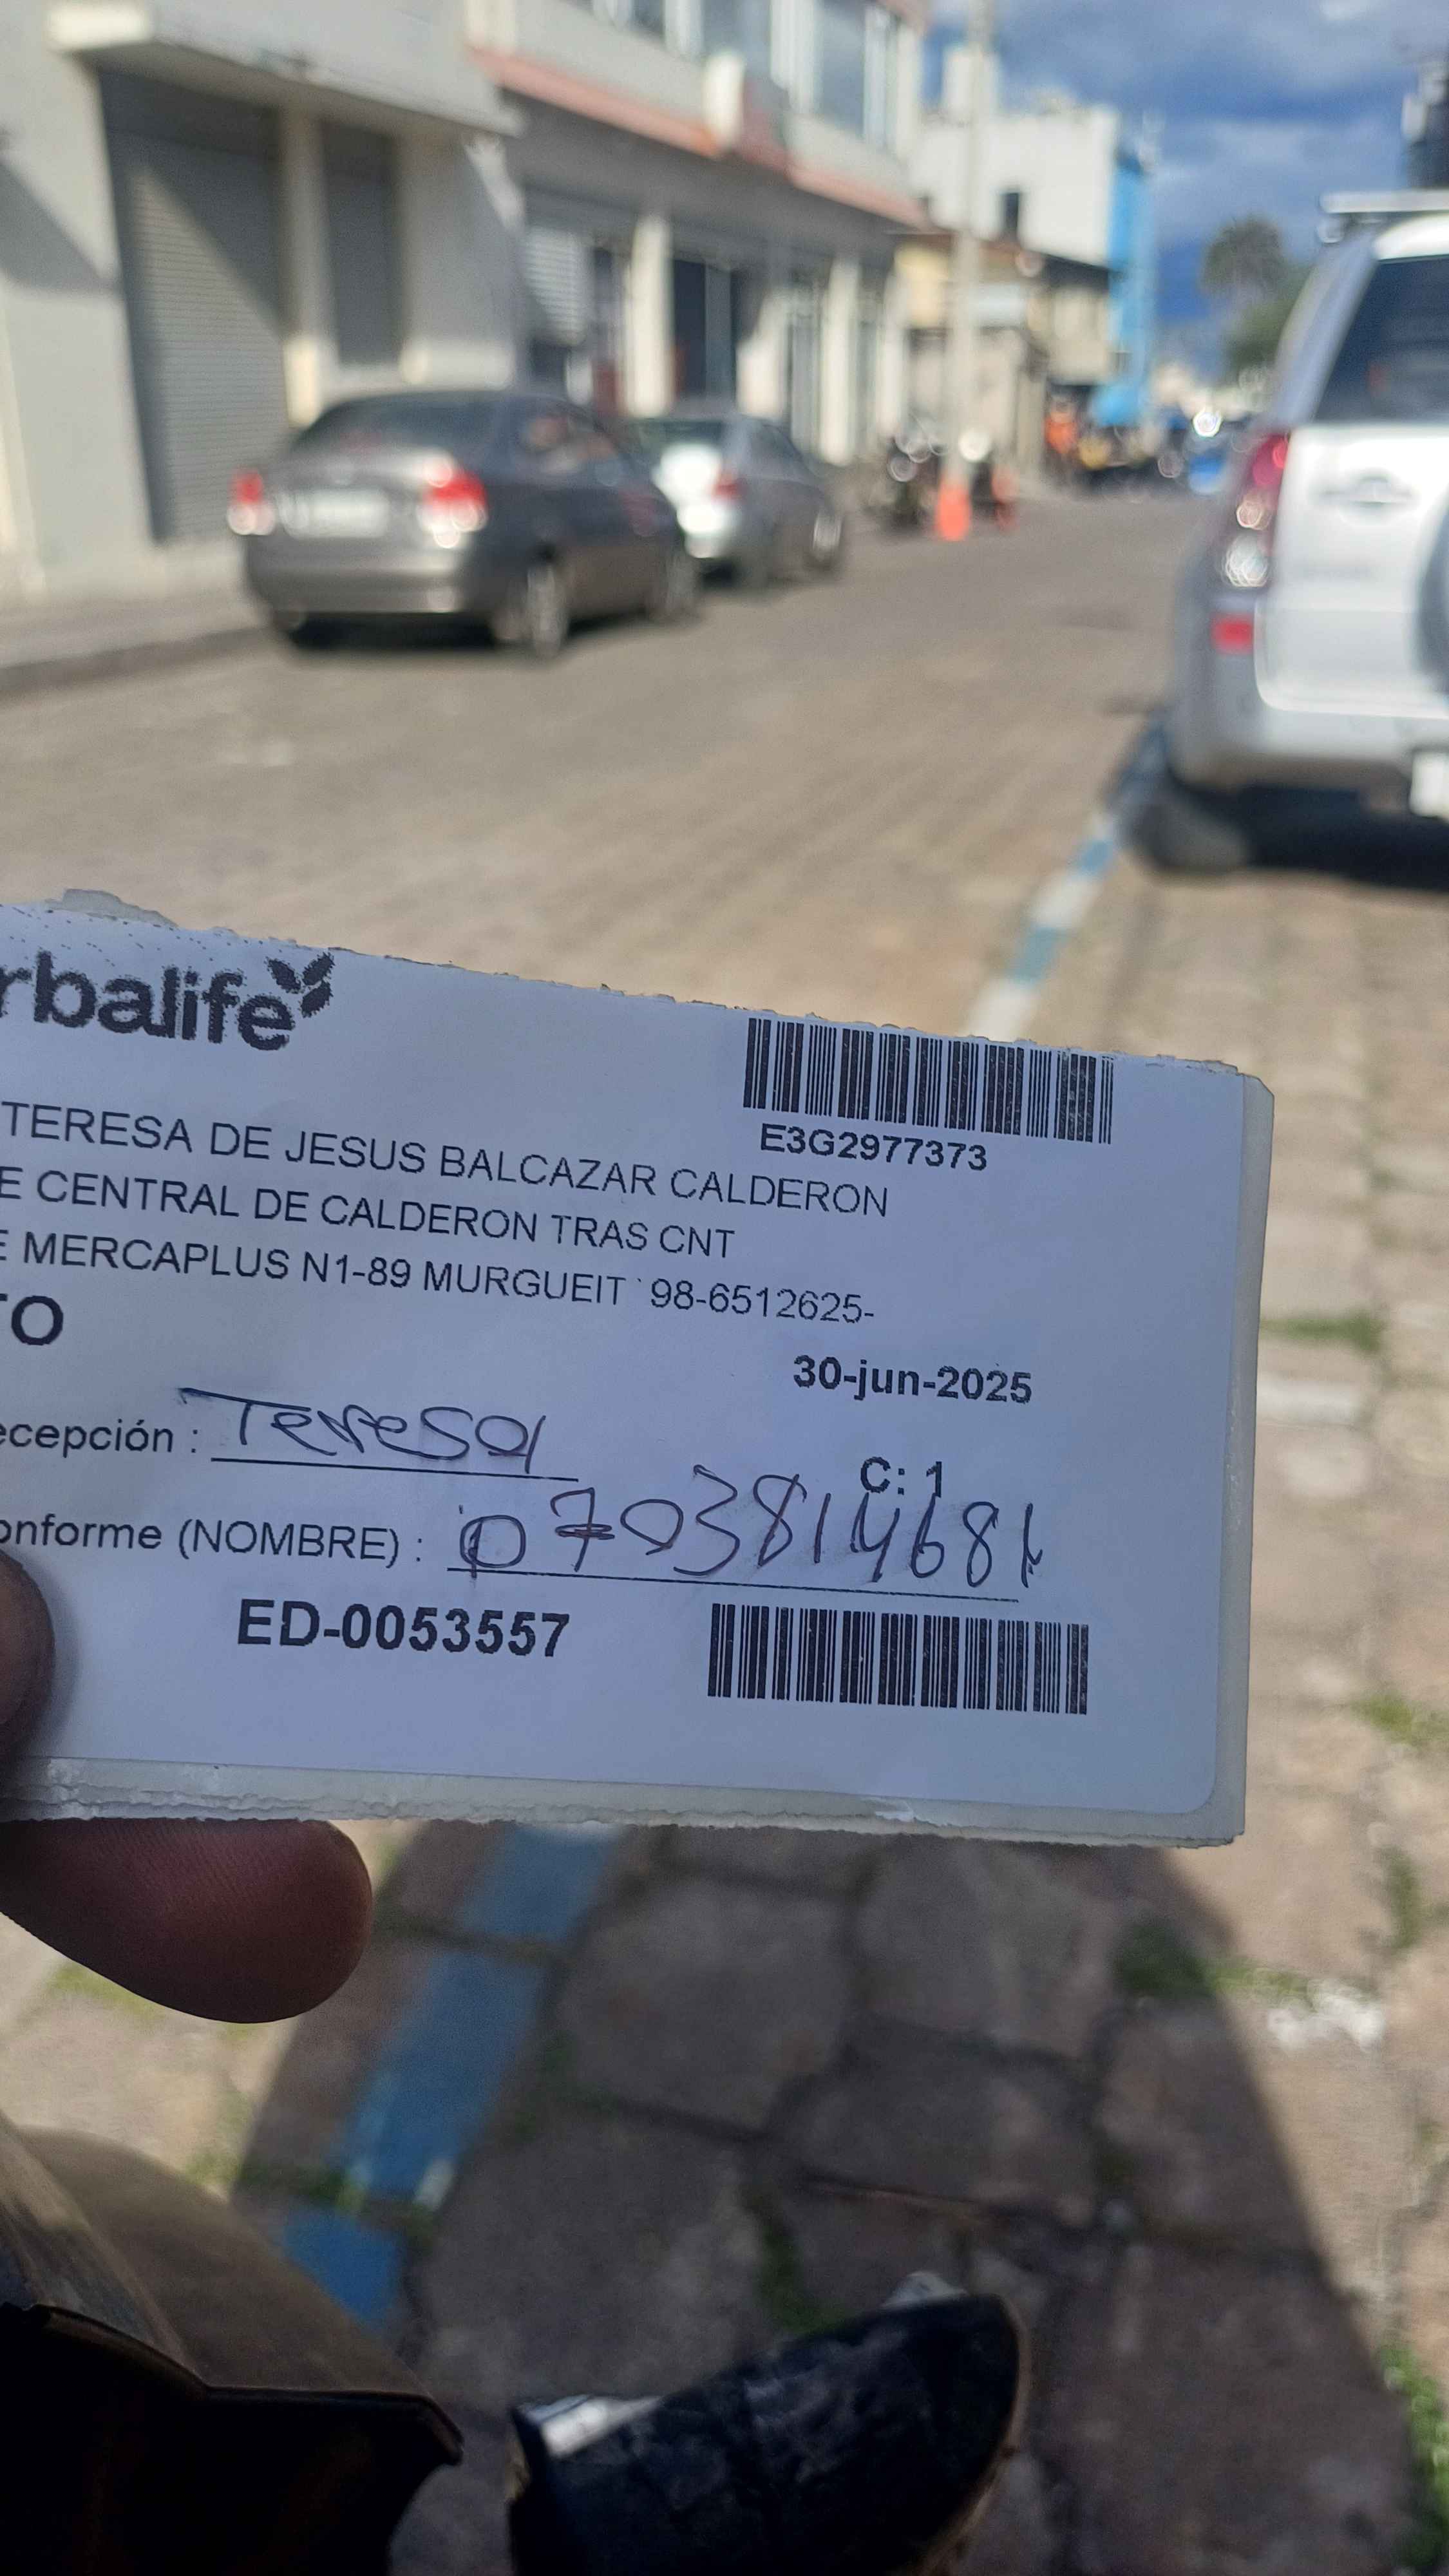 rbalife
E3G2977373
TERESA DE JESUS BALCAZAR CALDERON
E CENTRAL DE CALDERON TRAS CNT
E MERCAPLUS N1-89 MURGUEIT 98-6512625-
TO
30-jun-2025
ecepción : Teresa
C: 1
onforme (NOMBRE) : 0703814681
ED-0053557